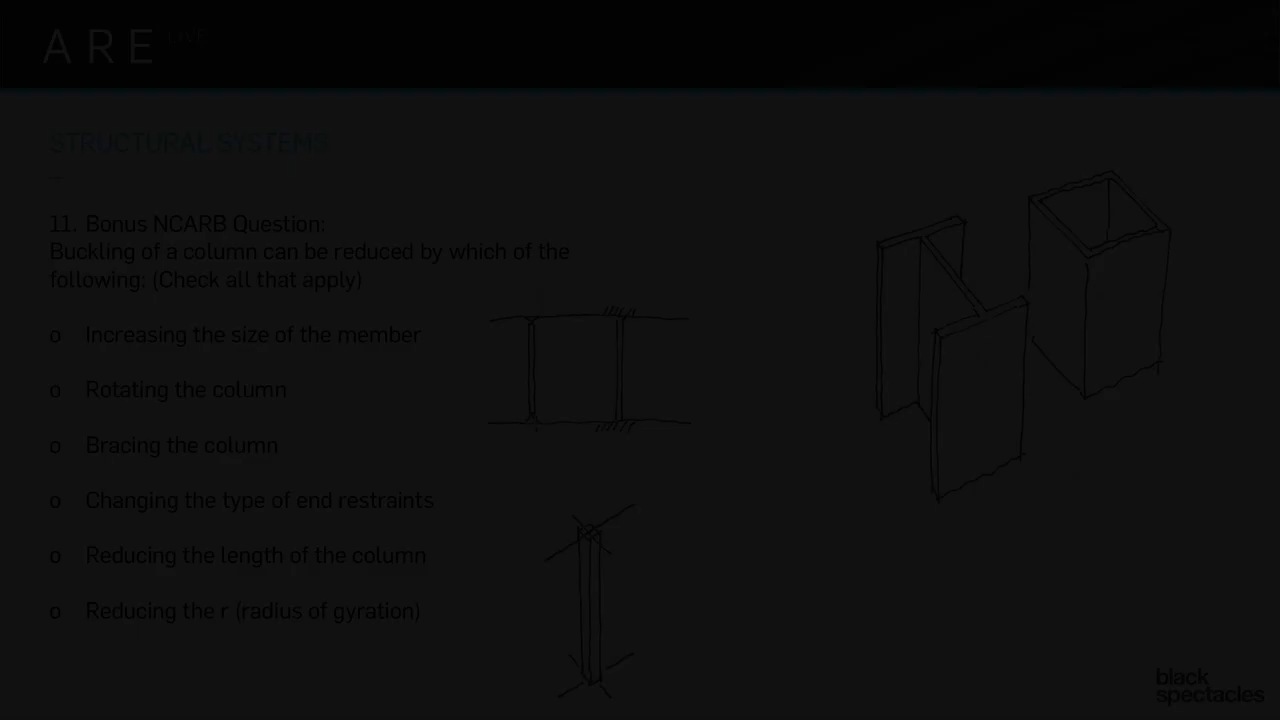 ARE LIVE
STRUCTURAL SYSTEMS
11. Bonus NCARB Question:
Buckling of a column can be reduced by which of the
following: (Check all that apply)
o Increasing the size of the member
o Rotating the column
o Bracing the column
o Changing the type of end restraints
o Reducing the length of the column
o Reducing the r (radius of gyration)
black
spectacles